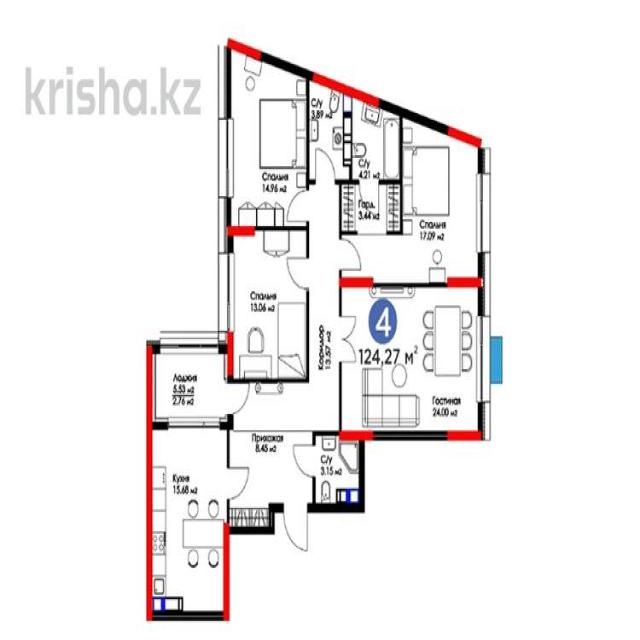 krisha.kz
С/у
3.89 м2
Спальня
14.96 м2
С/у
4.21 м2
Гард.
3.44 м2
Спальня
17.09 м2
Спальня
13.06 м2
4
124,27 м2
Коридор
13.57 м2
Гостиная
24.00 м2
Лоджия
5.53 м2
2.76 м2
Прихожая
8.45 м2
С/у
3.15 м2
Кухня
15.68 м2